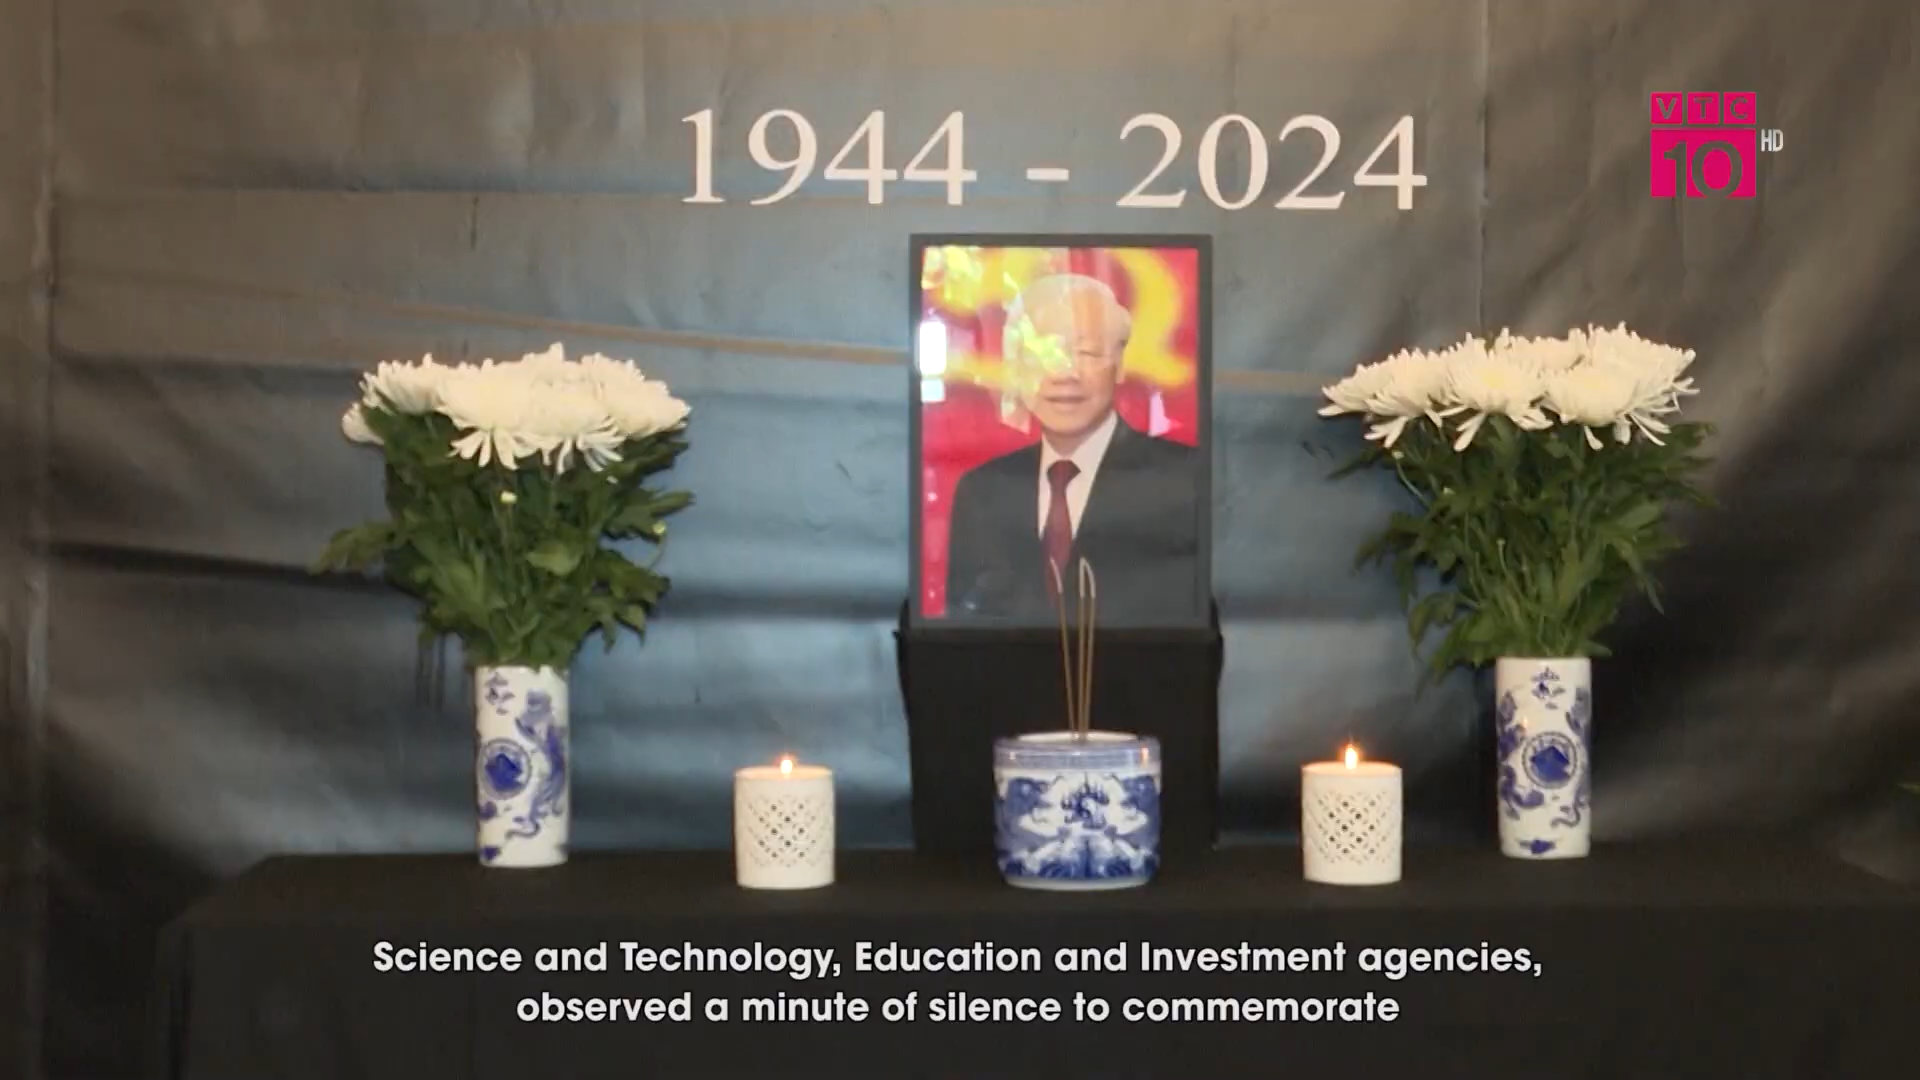 1944 - 2024
VTC
10 HD
Science and Technology, Education and Investment agencies,
observed a minute of silence to commemorate